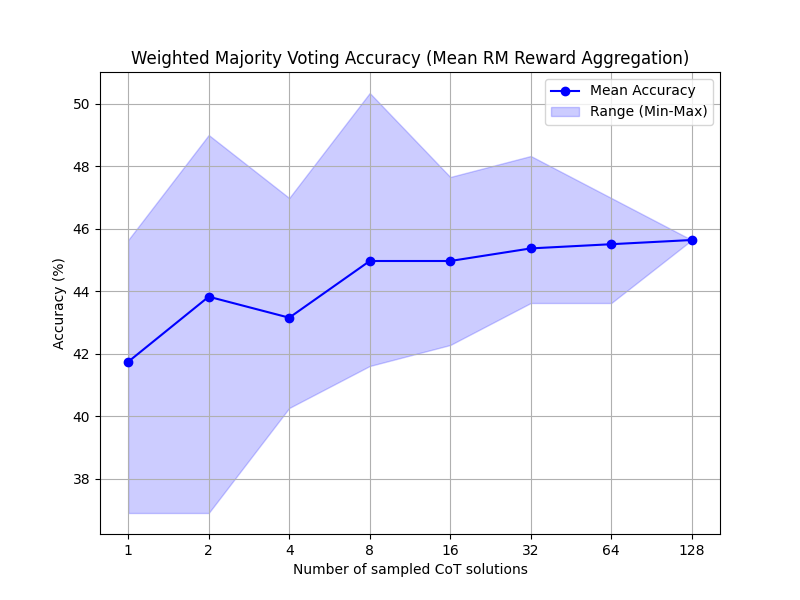 Weighted Majority Voting Accuracy (Mean RM Reward Aggregation)
Mean Accuracy
Range (Min-Max)
50
48
46
44
42
40
38
Accuracy (%)
1 2 4 8 16 32 64 128
Number of sampled CoT solutions